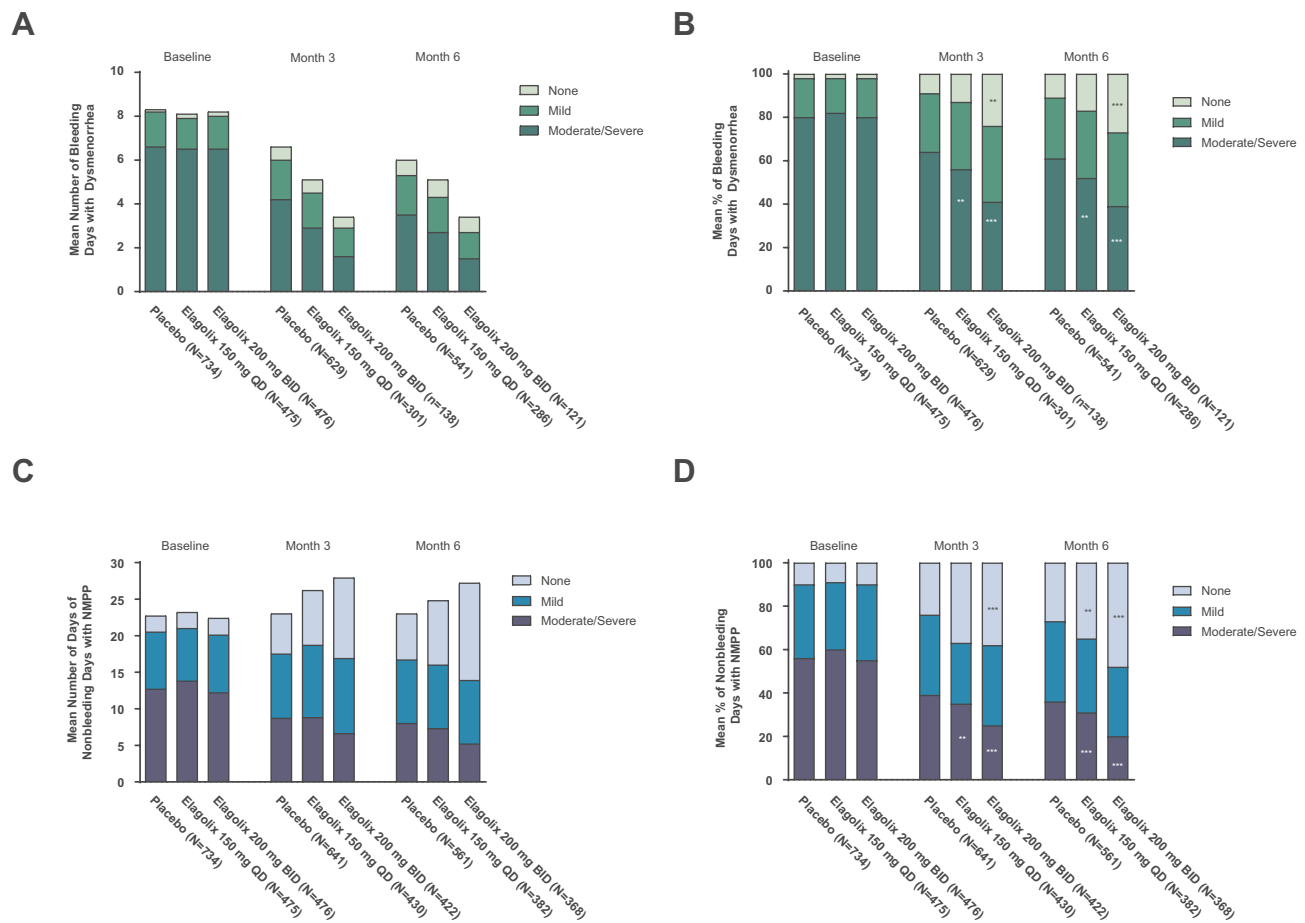 A
Baseline
Month 3
Month 6
Mean Number of Bleeding
Days with Dysmenorrhea
10
8
6
4
2
0
None
Mild
Moderate/Severe
Placebo (N=734)
Elagolix 150 mg QD (N=475)
Elagolix 200 mg BID (N=476)
Placebo (N=629)
Elagolix 150 mg QD (N=301)
Elagolix 200 mg BID (n=138)
Placebo (N=541)
Elagolix 150 mg QD (N=286)
Elagolix 200 mg BID (N=121)
B
Baseline
Month 3
Month 6
Mean % of Bleeding
Days with Dysmenorrhea
100
80
60
40
20
0
**
**
***
***
**
***
None
Mild
Moderate/Severe
Placebo (N=734)
Elagolix 150 mg QD (N=475)
Elagolix 200 mg BID (N=476)
Placebo (N=629)
Elagolix 150 mg QD (N=301)
Elagolix 200 mg BID (n=138)
Placebo (N=541)
Elagolix 150 mg QD (N=286)
Elagolix 200 mg BID (N=121)
C
Baseline
Month 3
Month 6
Mean Number of Days of
Nonbleeding Days with NMPP
30
25
20
15
10
5
0
None
Mild
Moderate/Severe
Placebo (N=734)
Elagolix 150 mg QD (N=475)
Elagolix 200 mg BID (N=476)
Placebo (N=641)
Elagolix 150 mg QD (N=430)
Elagolix 200 mg BID (N=422)
Placebo (N=561)
Elagolix 150 mg QD (N=382)
Elagolix 200 mg BID (N=368)
D
Baseline
Month 3
Month 6
Mean % of Nonbleeding
Days with NMPP
100
80
60
40
20
0
***
**
***
**
***
***
***
None
Mild
Moderate/Severe
Placebo (N=734)
Elagolix 150 mg QD (N=475)
Elagolix 200 mg BID (N=476)
Placebo (N=641)
Elagolix 150 mg QD (N=430)
Elagolix 200 mg BID (N=422)
Placebo (N=561)
Elagolix 150 mg QD (N=382)
Elagolix 200 mg BID (N=368)